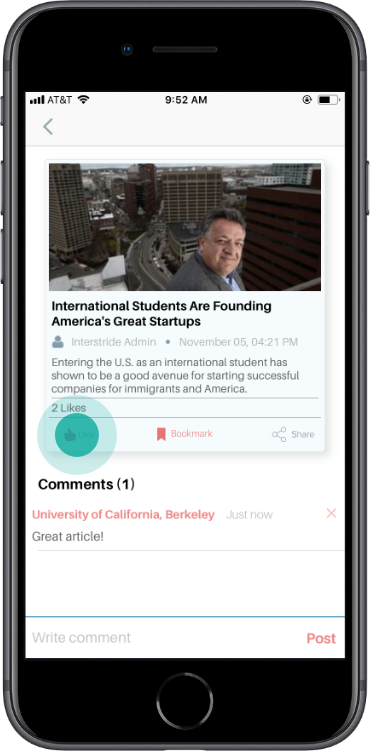 AT&T 9:52 AM
International Students Are Founding
America's Great Startups
Interstride Admin • November 05, 04:21 PM
Entering the U.S. as an international student has
shown to be a good avenue for starting successful
companies for immigrants and America.
2 Likes
Like Bookmark Share
Comments (1)
University of California, Berkeley Just now
Great article!
Write comment Post